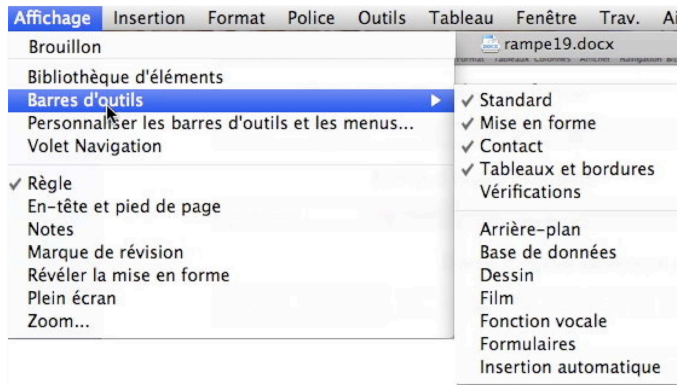 Affichage Insertion Format Police Outils Tableau Fenêtre Trav. Ai
rampe19.docx
Brouillon
Bibliothèque d'éléments
Barres d'outils
Personnaliser les barres d'outils et les menus...
Volet Navigation
Règle
En-tête et pied de page
Notes
Marque de révision
Révéler la mise en forme
Plein écran
Zoom...
Standard
Mise en forme
Contact
Tableaux et bordures
Vérifications
Arrière-plan
Base de données
Dessin
Film
Fonction vocale
Formulaires
Insertion automatique